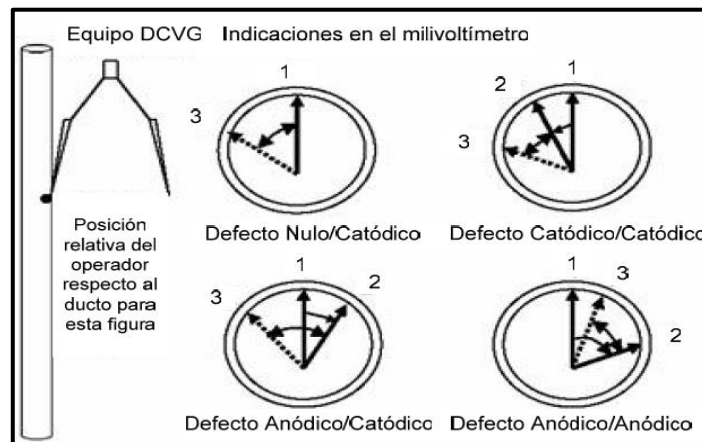 Equipo DCVG Indicaciones en el milivoltímetro
1
3
Defecto Nulo/Catódico
1
2
3
Defecto Catódico/Catódico
Posición
relativa del
operador
respecto al
ducto para
esta figura
1
2
3
Defecto Anódico/Catódico
1
3
2
Defecto Anódico/Anódico